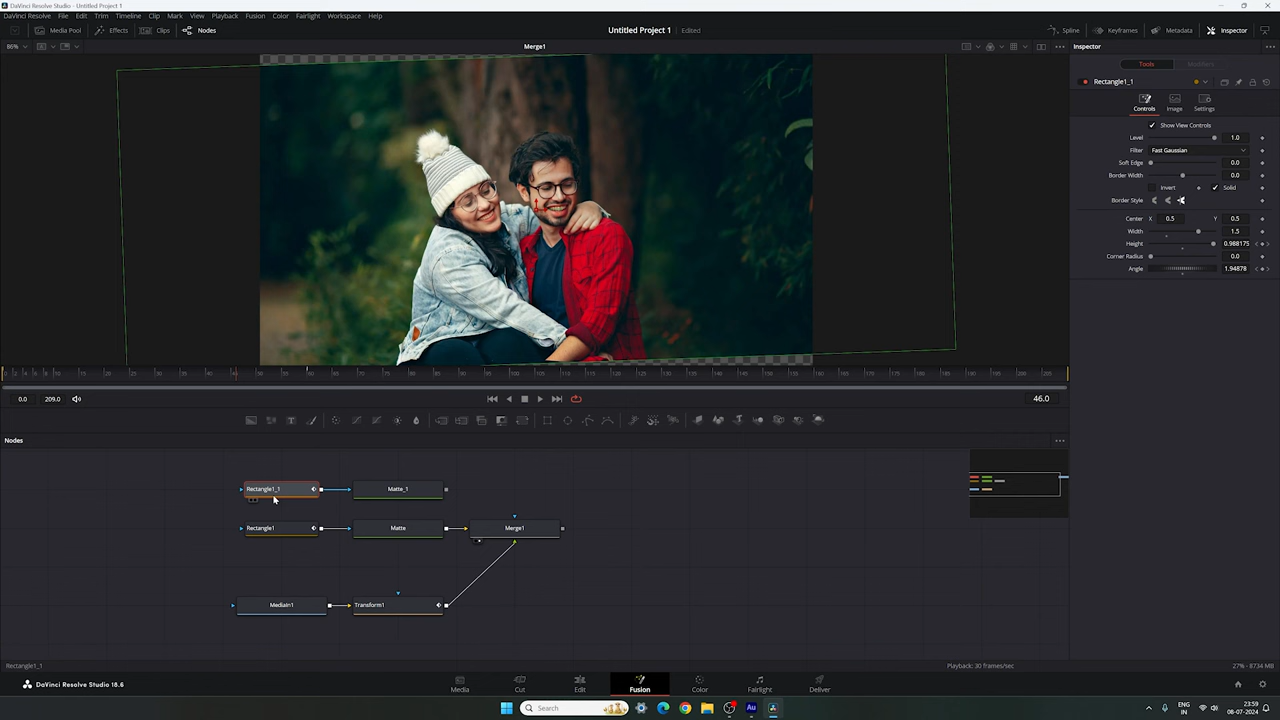 DaVinci Resolve Studio - Untitled Project 1
DaVinci Resolve File Edit Trim Timeline Clip Mark View Playback Fusion Color Fairlight Workspace Help
Media Pool Effects Clips Nodes Untitled Project 1 Edited Spline Keyframes Metadata Inspector
86% Merge1 Inspector
Tools Modifiers
Rectangle1_1
Controls Image Settings
Show View Controls
Level 1.0
Filter Fast Gaussian
Soft Edge 0.0
Border Width 0.0
Invert Solid
Border Style
Center X 0.5 Y 0.5
Width 1.5
Height 0.988175
Corner Radius 0.0
Angle 1.94878
0.0 209.0 46.0
Nodes
Rectangle1_1 Matte_1
Rectangle1 Matte Merge1
MediaIn1 Transform1
Rectangle1_1 Playback: 30 frames/sec 27% - 8734 MB
DaVinci Resolve Studio 18.6 Media Cut Edit Fusion Color Fairlight Deliver
Search
ENG
IN
23:59
08-07-2024